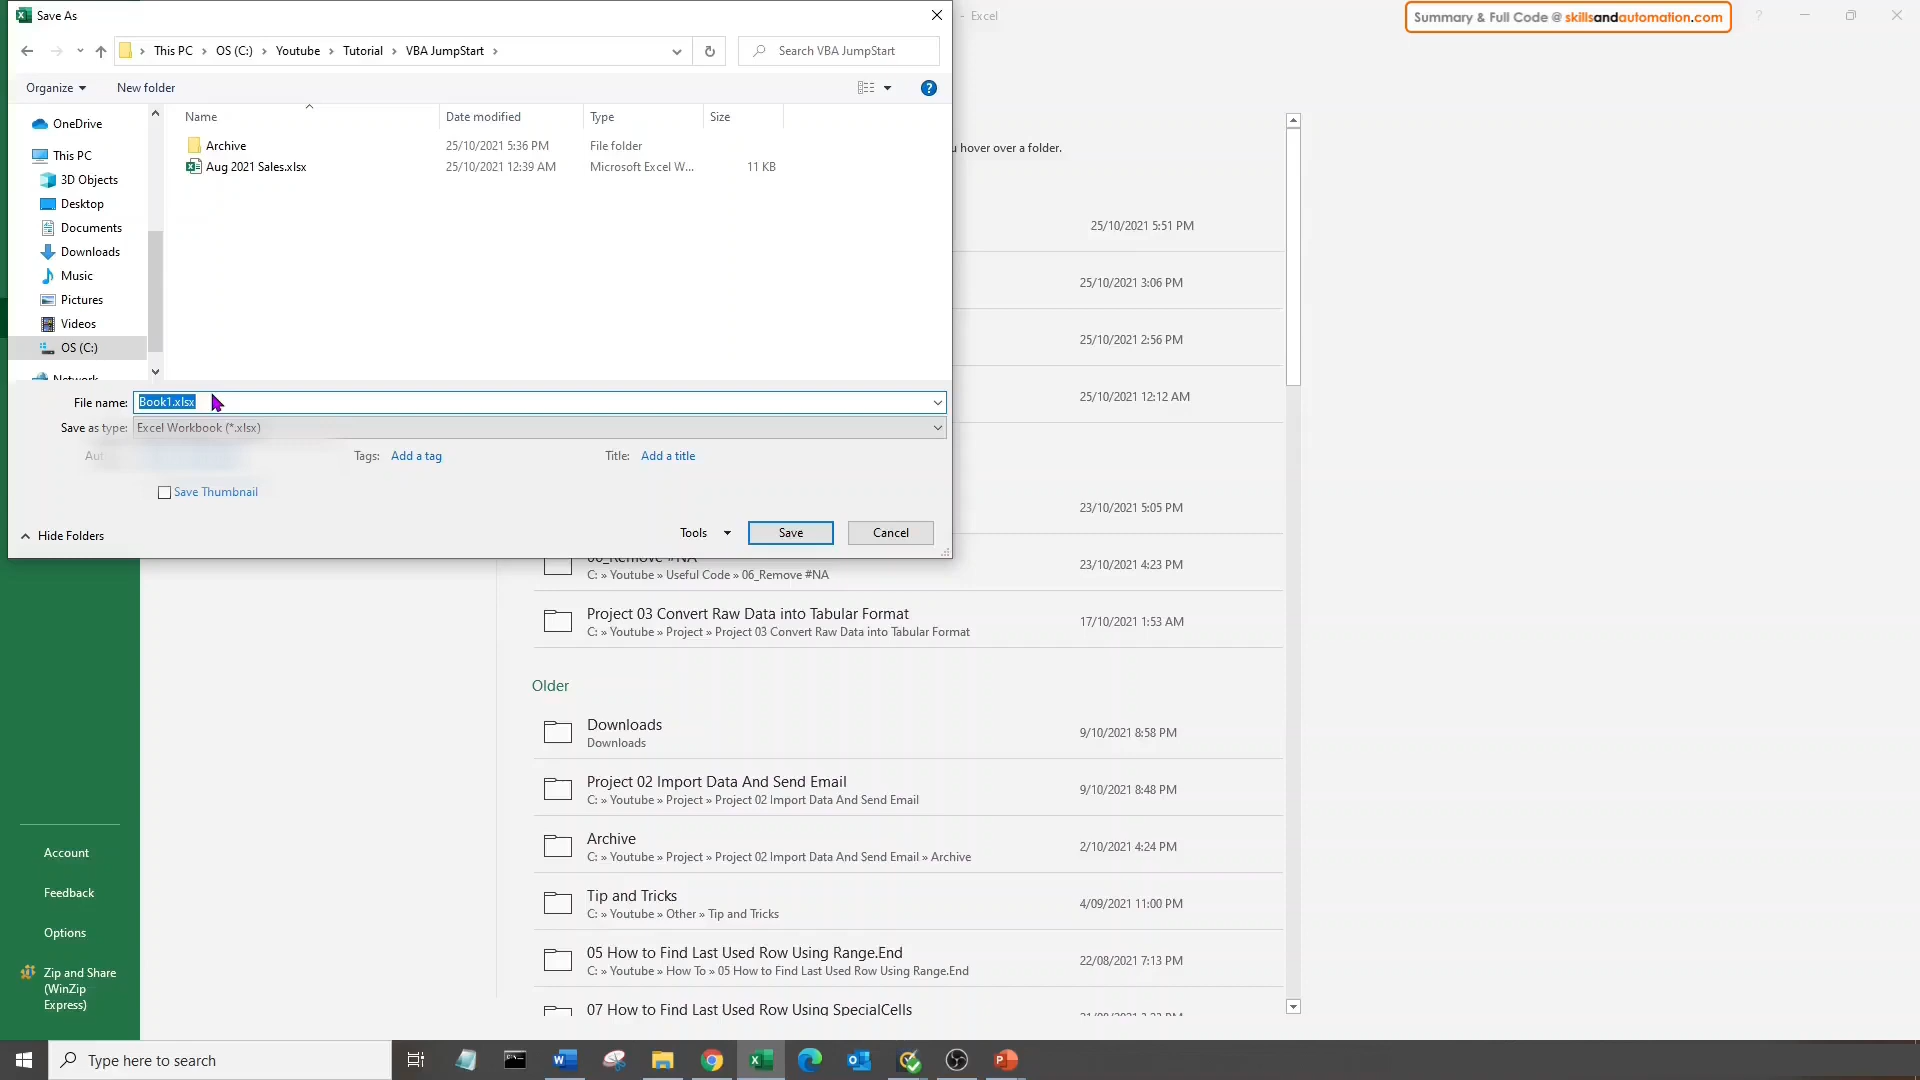 Save As
- Excel
Summary & Full Code @ skillsandautomation.com
?
This PC > OS (C:) > Youtube > Tutorial > VBA JumpStart >
Search VBA JumpStart
Organize
New folder
?
Name
Date modified
Type
Size
OneDrive
This PC
3D Objects
Desktop
Documents
Downloads
Music
Pictures
Videos
OS (C:)
Network
Archive 25/10/2021 5:36 PM File folder
Aug 2021 Sales.xlsx 25/10/2021 12:39 AM Microsoft Excel W... 11 KB
hover over a folder.
25/10/2021 5:51 PM
25/10/2021 3:06 PM
25/10/2021 2:56 PM
25/10/2021 12:12 AM
File name: Book1.xlsx
Save as type: Excel Workbook (*.xlsx)
Tags: Add a tag
Title: Add a title
Save Thumbnail
Hide Folders
Tools
Save
Cancel
23/10/2021 5:05 PM
06_Remove #NA
C: » Youtube » Useful Code » 06_Remove #NA
23/10/2021 4:23 PM
Project 03 Convert Raw Data into Tabular Format
C: » Youtube » Project » Project 03 Convert Raw Data into Tabular Format
17/10/2021 1:53 AM
Older
Downloads
Downloads
9/10/2021 8:58 PM
Project 02 Import Data And Send Email
C: » Youtube » Project » Project 02 Import Data And Send Email
9/10/2021 8:48 PM
Archive
C: » Youtube » Project » Project 02 Import Data And Send Email » Archive
2/10/2021 4:24 PM
Tip and Tricks
C: » Youtube » Other » Tip and Tricks
4/09/2021 11:00 PM
05 How to Find Last Used Row Using Range.End
C: » Youtube » How To » 05 How to Find Last Used Row Using Range.End
22/08/2021 7:13 PM
07 How to Find Last Used Row Using SpecialCells
Account
Feedback
Options
Zip and Share
(WinZip
Express)
Type here to search